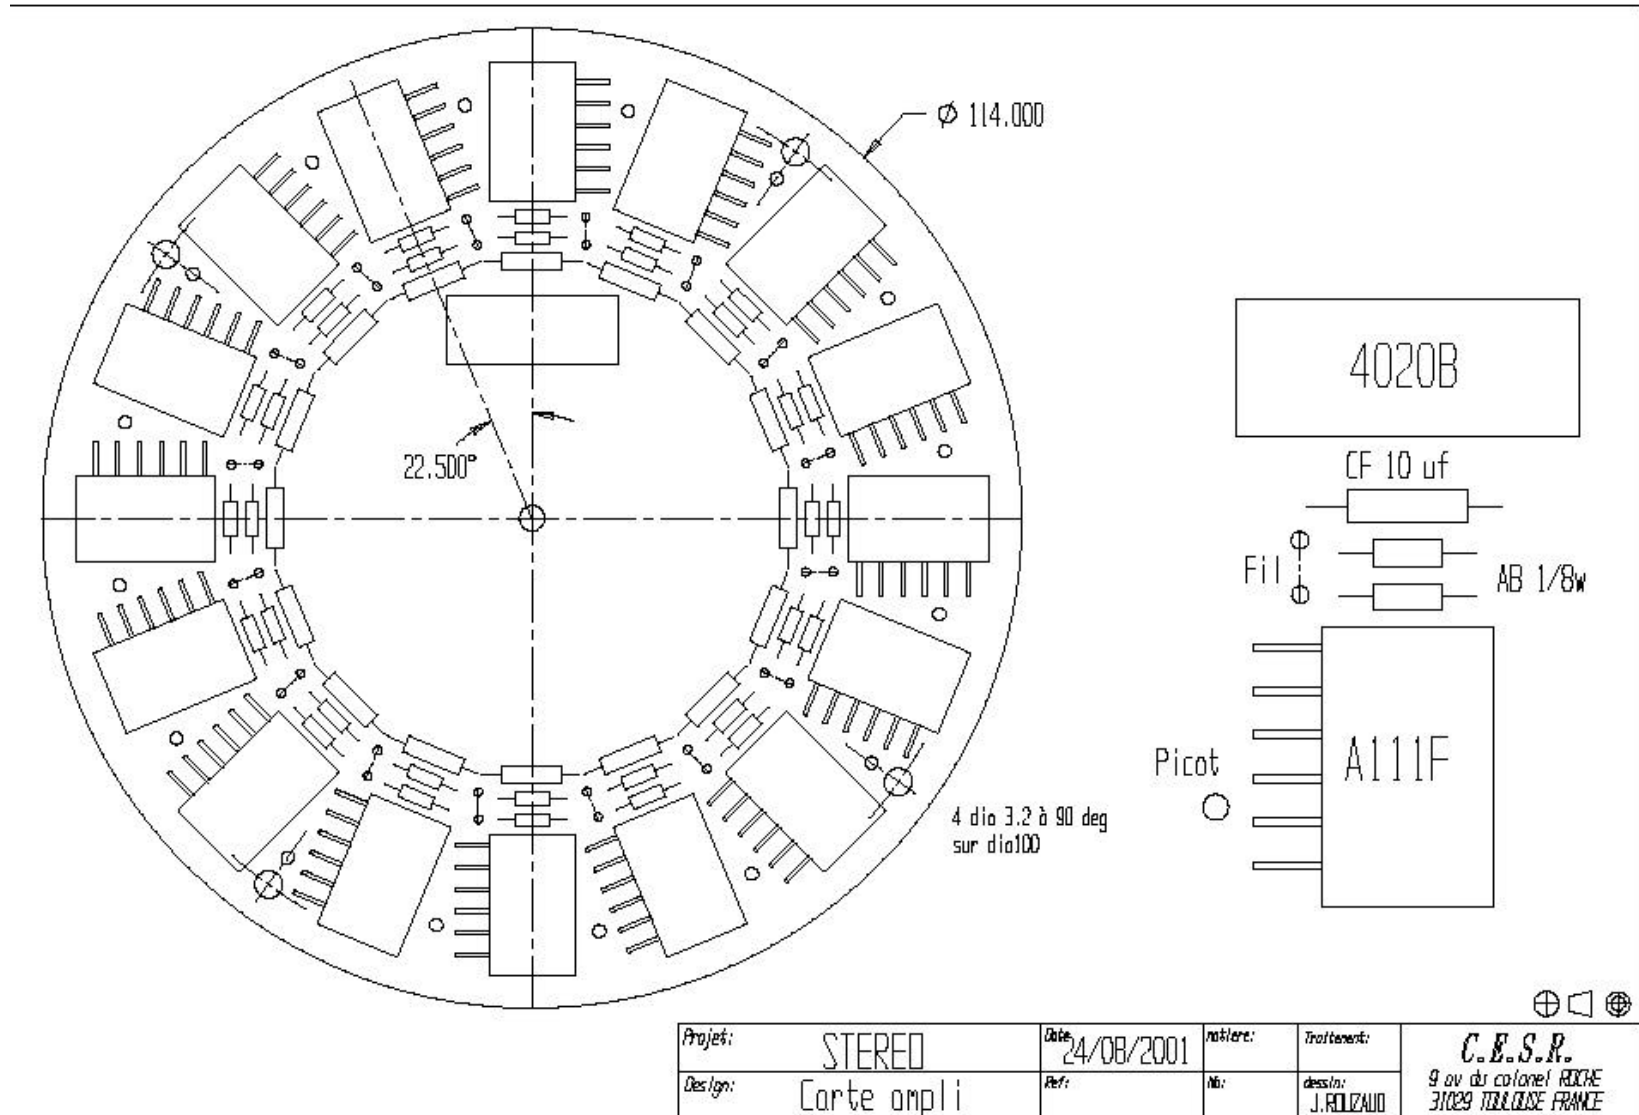 Ø 114.000
22.500°
4020B
CF 10 uf
Fil
AB 1/8w
Picot
A111F
4 dia 3.2 à 90 deg
sur dia100
Projet:
STEREO
Date
24/08/2001
matiere:
Traitement:
C.E.S.R.
9 av du colonel ROCHE
31029 TOULOUSE FRANCE
Design:
Carte ampli
Ref:
Nb:
dessin:
J.ROUZAUD